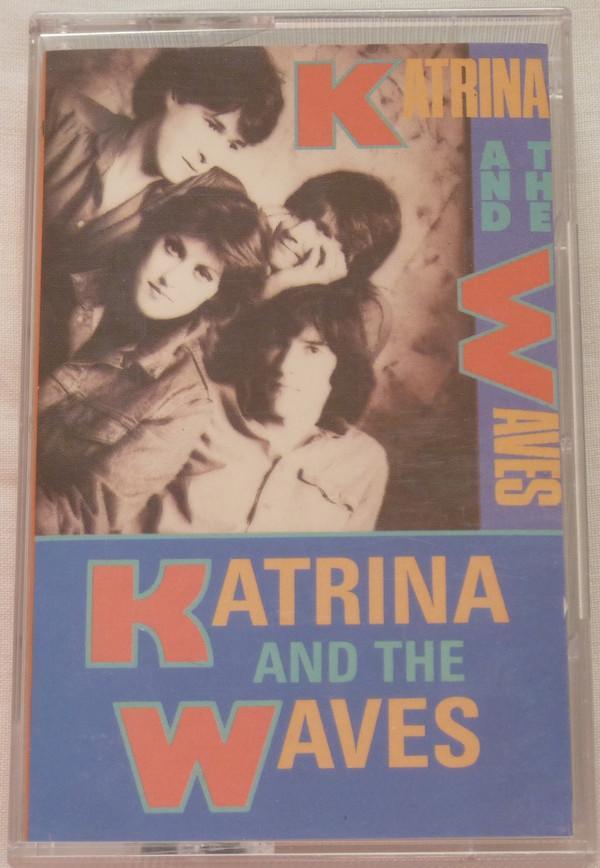 KATRINA
AND THE
WAVES
KATRINA
AND THE
WAVES